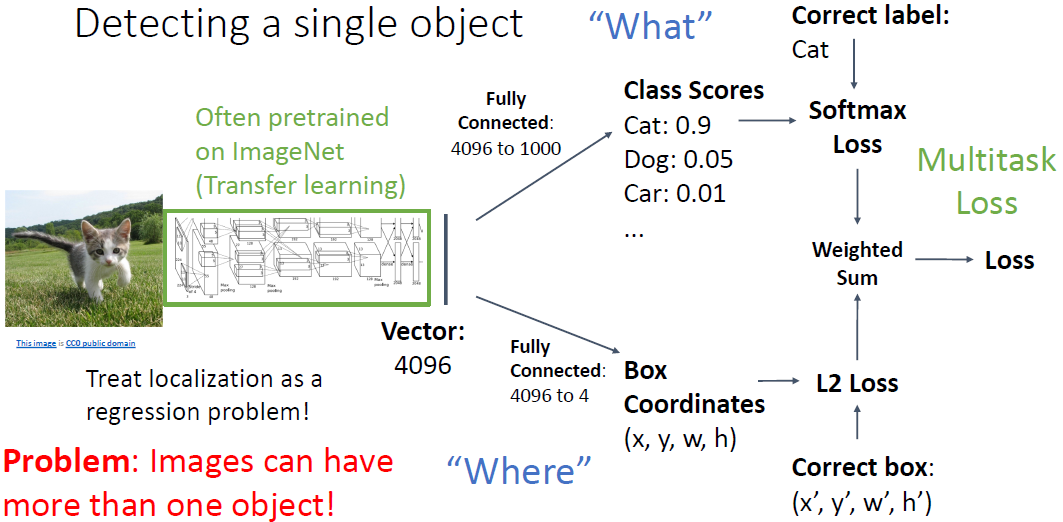 Detecting a single object
“What”
Correct label:
Cat
Often pretrained
on ImageNet
(Transfer learning)
Fully
Connected:
4096 to 1000
Class Scores
Cat: 0.9
Dog: 0.05
Car: 0.01
...
Softmax
Loss
Multitask
Loss
Weighted
Sum
Loss
This image is CC0 public domain
Vector:
4096
Treat localization as a
regression problem!
Fully
Connected:
4096 to 4
Box
Coordinates
(x, y, w, h)
L2 Loss
Problem: Images can have
more than one object!
“Where”
Correct box:
(x’, y’, w’, h’)